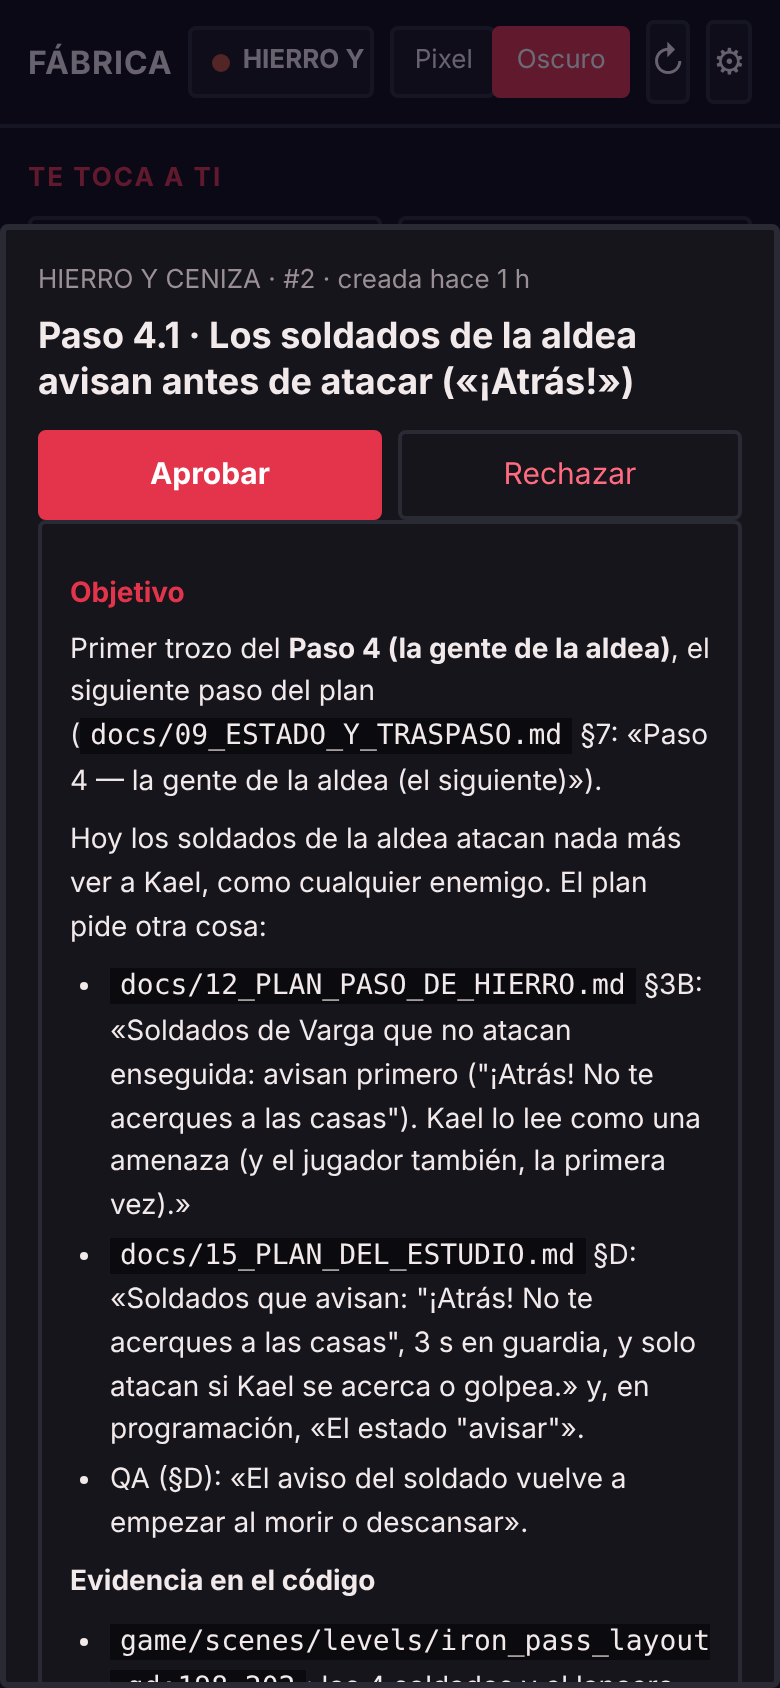 FÁBRICA
HIERRO Y
Pixel
Oscuro
TE TOCA A TI
HIERRO Y CENIZA · #2 · creada hace 1 h
Paso 4.1 · Los soldados de la aldea
avisan antes de atacar («¡Atrás!»)
Aprobar
Rechazar
Objetivo
Primer trozo del Paso 4 (la gente de la aldea), el
siguiente paso del plan
(docs/09_ESTADO_Y_TRASPASO.md §7: «Paso
4 — la gente de la aldea (el siguiente)»).
Hoy los soldados de la aldea atacan nada más
ver a Kael, como cualquier enemigo. El plan
pide otra cosa:
• docs/12_PLAN_PASO_DE_HIERRO.md §3B:
«Soldados de Varga que no atacan
enseguida: avisan primero ("¡Atrás! No te
acerques a las casas"). Kael lo lee como una
amenaza (y el jugador también, la primera
vez).»
• docs/15_PLAN_DEL_ESTUDIO.md §D:
«Soldados que avisan: "¡Atrás! No te
acerques a las casas", 3 s en guardia, y solo
atacan si Kael se acerca o golpea.» y, en
programación, «El estado "avisar"».
• QA (§D): «El aviso del soldado vuelve a
empezar al morir o descansar».
Evidencia en el código
• game/scenes/levels/iron_pass_layout